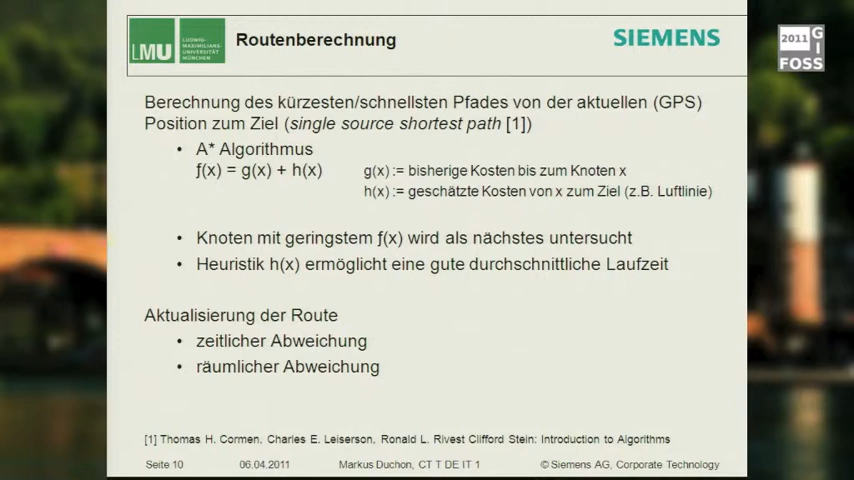 LMU
LUDWIG-
MAXIMILIANS-
UNIVERSITÄT
MÜNCHEN
Routenberechnung
SIEMENS
2011
GI
FOSS
Berechnung des kürzesten/schnellsten Pfades von der aktuellen (GPS)
Position zum Ziel (single source shortest path [1])
• A* Algorithmus
ƒ(x) = g(x) + h(x)
g(x) := bisherige Kosten bis zum Knoten x
h(x) := geschätzte Kosten von x zum Ziel (z.B. Luftlinie)
• Knoten mit geringstem ƒ(x) wird als nächstes untersucht
• Heuristik h(x) ermöglicht eine gute durchschnittliche Laufzeit
Aktualisierung der Route
• zeitlicher Abweichung
• räumlicher Abweichung
[1] Thomas H. Cormen, Charles E. Leiserson, Ronald L. Rivest Clifford Stein: Introduction to Algorithms
Seite 10 06.04.2011 Markus Duchon, CT T DE IT 1 © Siemens AG, Corporate Technology